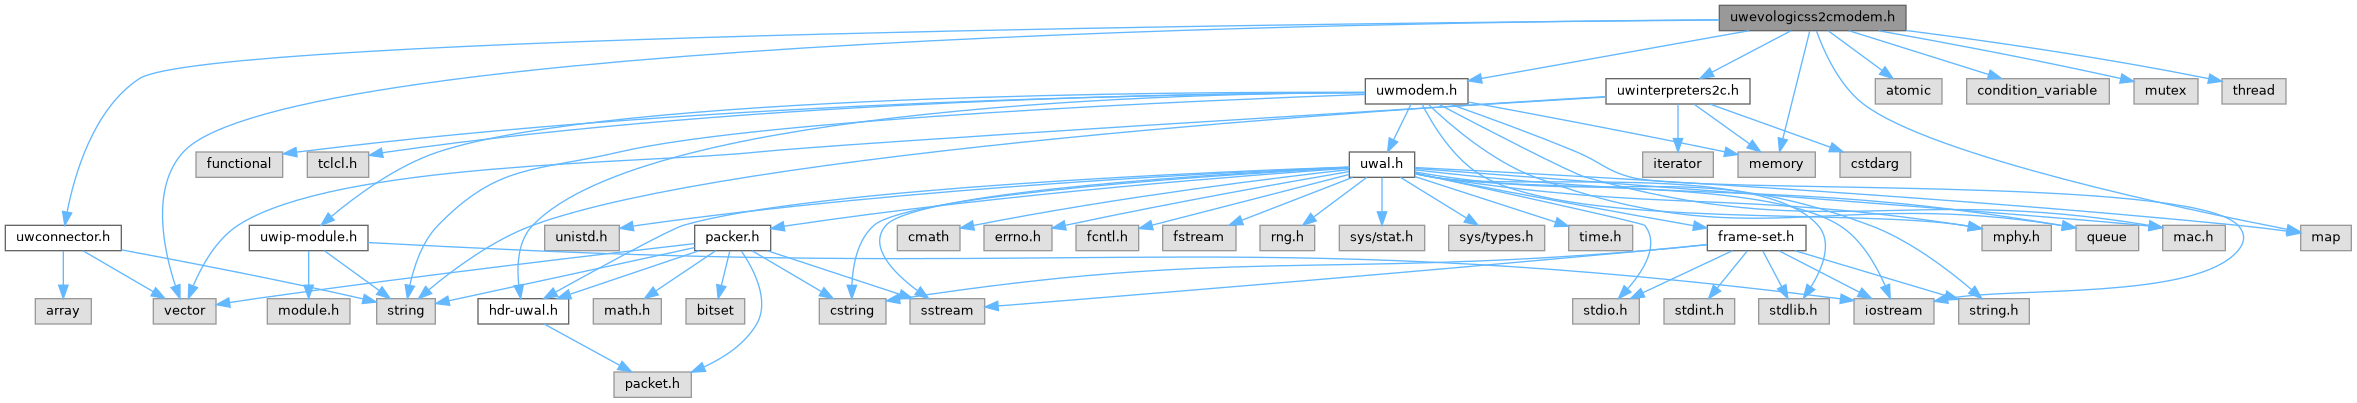 uwevologicss2cmodem.h
uwmodem.h
uwinterpreters2c.h
atomic
condition_variable
mutex
thread
functional
tclcl.h
uwal.h
iterator
memory
cstdarg
uwconnector.h
uwip-module.h
unistd.h
packer.h
cmath
errno.h
fcntl.h
fstream
rng.h
sys/stat.h
sys/types.h
time.h
frame-set.h
mphy.h
queue
mac.h
map
array
vector
module.h
string
hdr-uwal.h
math.h
bitset
cstring
sstream
stdio.h
stdint.h
stdlib.h
iostream
string.h
packet.h